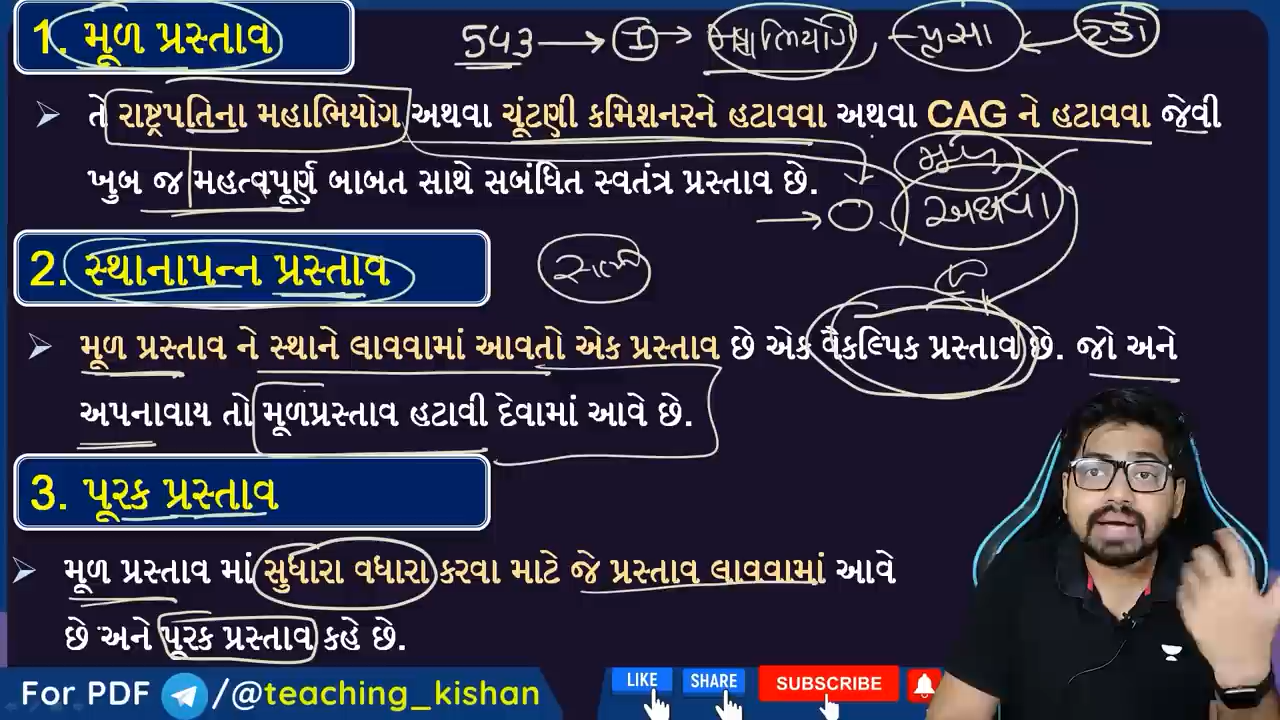 1. મૂળ પ્રસ્તાવ
543
તે રાષ્ટ્રપતિના મહાભિયોગ અથવા ચૂંટણી કમિશનરને હટાવવા અથવા CAG ને હટાવવા જેવી
ખુબ જ મહત્વપૂર્ણ બાબત સાથે સબંધિત સ્વતંત્ર પ્રસ્તાવ છે.
મૂળ
અથવા
2. સ્થાનાપન્ન પ્રસ્તાવ
મૂળ પ્રસ્તાવ ને સ્થાને લાવવામાં આવતો એક પ્રસ્તાવ છે એક વૈકલ્પિક પ્રસ્તાવ છે. જો અને
અપનાવાય તો મૂળપ્રસ્તાવ હટાવી દેવામાં આવે છે.
3. પૂરક પ્રસ્તાવ
મૂળ પ્રસ્તાવ માં સુધારા વધારા કરવા માટે જે પ્રસ્તાવ લાવવામાં આવે
છે અને પૂરક પ્રસ્તાવ કહે છે.
For PDF /@teaching_kishan
LIKE SHARE SUBSCRIBE